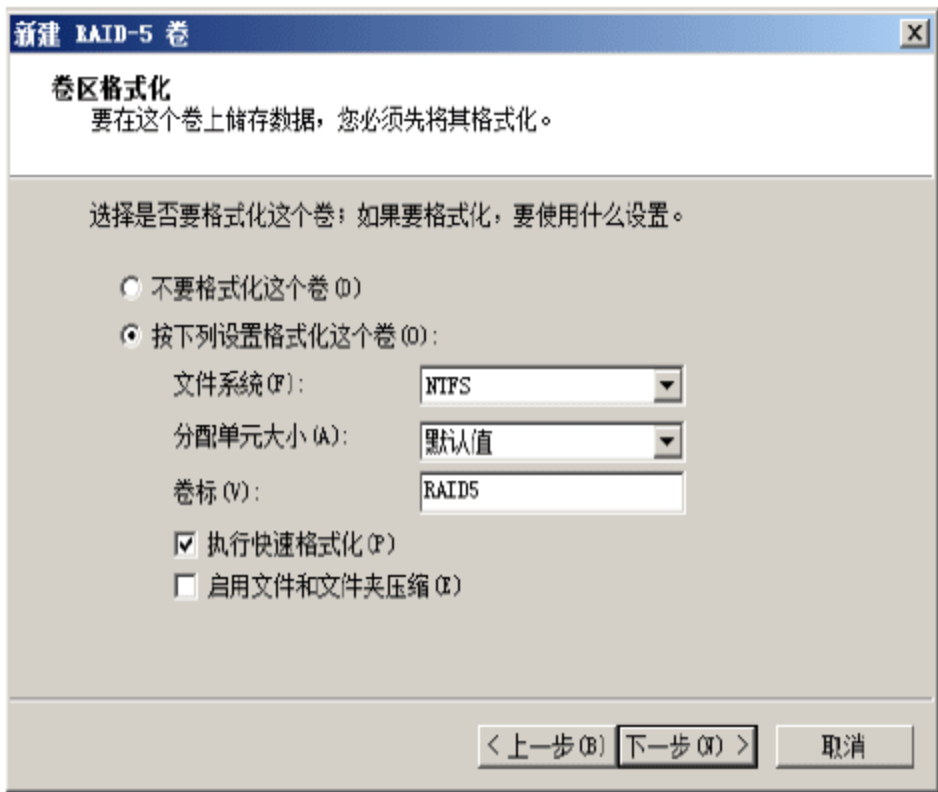 新建 RAID-5 卷
卷区格式化
要在这个卷上储存数据，您必须先将其格式化。
选择是否要格式化这个卷；如果要格式化，要使用什么设置。
不要格式化这个卷(D)
按下列设置格式化这个卷(O):
文件系统(F): NTFS
分配单元大小(A): 默认值
卷标(V): RAID5
执行快速格式化(P)
启用文件和文件夹压缩(E)
< 上一步(B) 下一步(N) > 取消